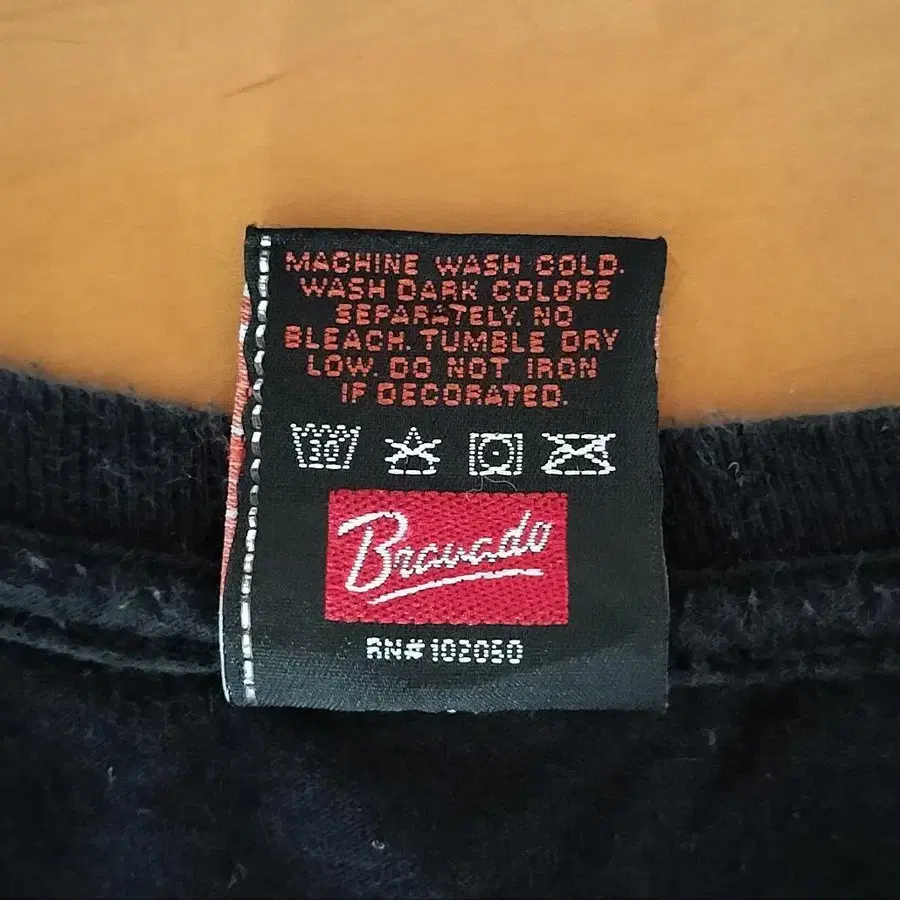 MACHINE WASH COLD.
WASH DARK COLORS
SEPARATELY. NO
BLEACH. TUMBLE DRY
LOW. DO NOT IRON
IF DECORATED.
30
Bravado
RN#102050